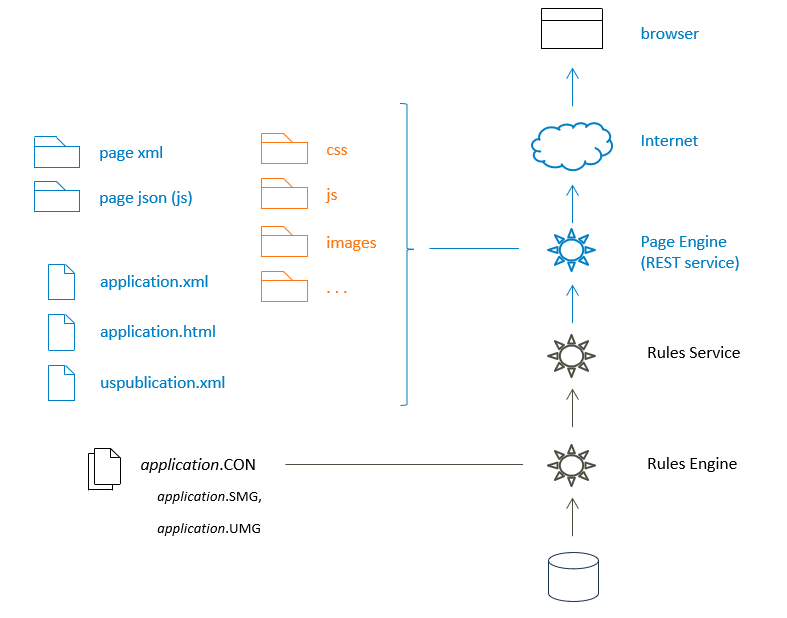 browser
Internet
page xml
css
page json (js)
js
images
Page Engine
(REST service)
application.xml
. . .
application.html
Rules Service
uspublication.xml
application.CON
Rules Engine
application.SMG,
application.UMG